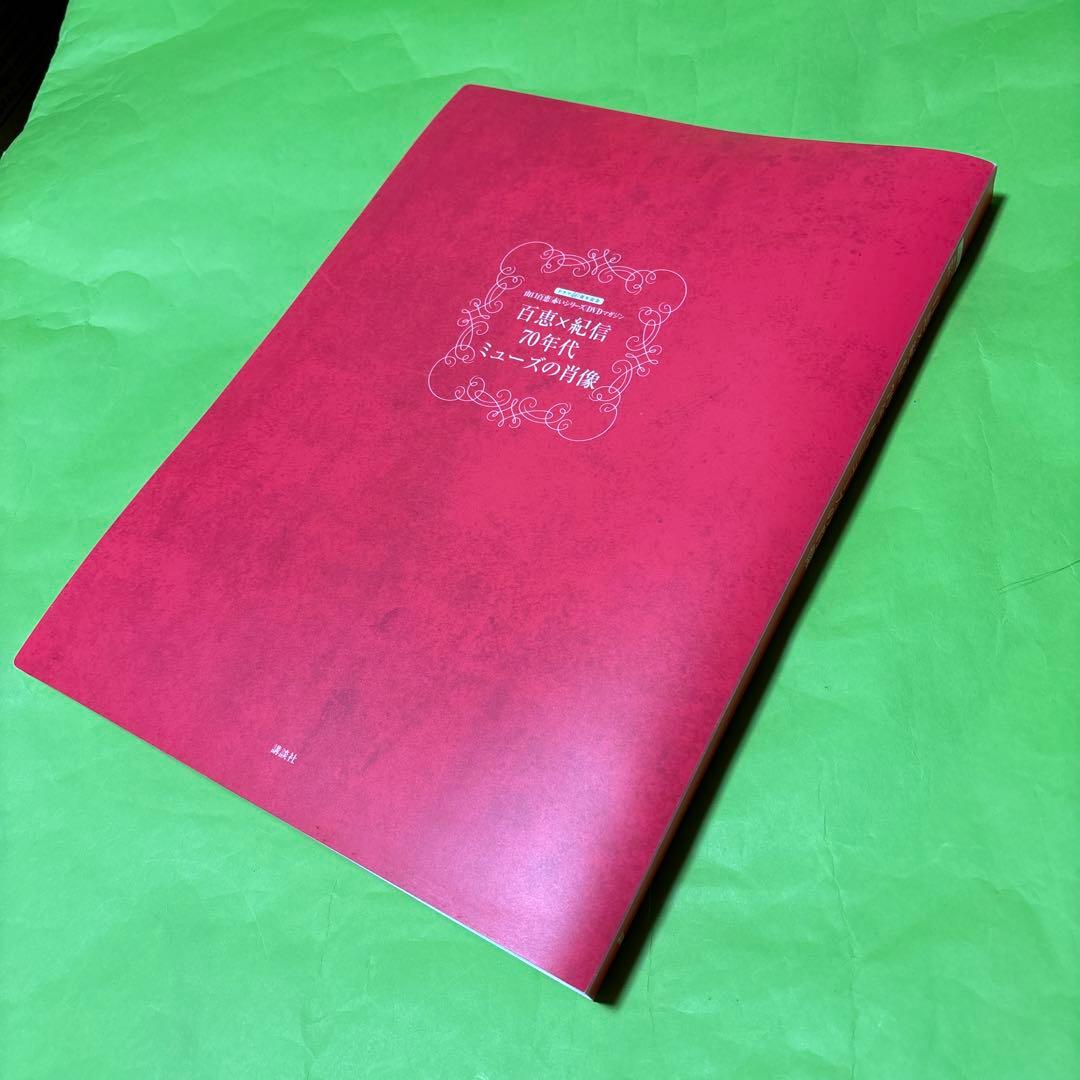 山口百恵 赤いシリーズDVDマガジン
百恵×紀信
70年代
ミューズの肖像
講談社